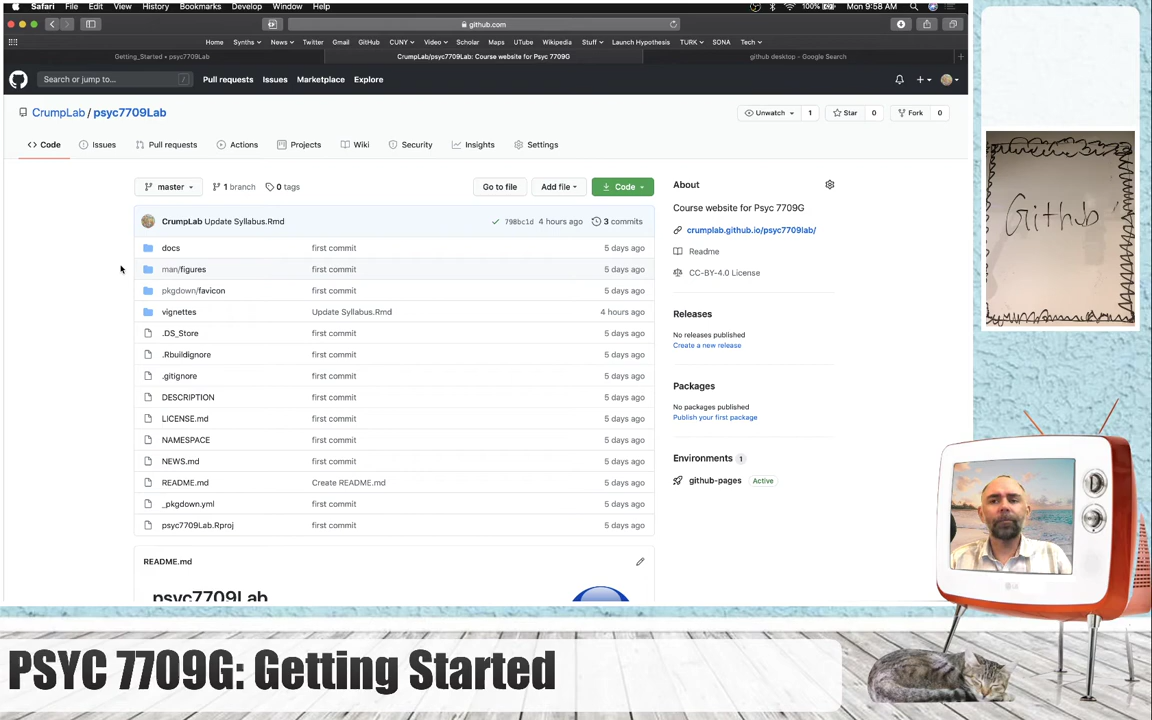 Safari File Edit View History Bookmarks Develop Window Help 100% Mon 9:58 AM
github.com
Home Synths News Twitter Gmail GitHub CUNY Video Scholar Maps UTube Wikipedia Stuff Launch Hypothesis TURK SONA Tech
Getting_Started • psyc7709Lab CrumpLab/psyc7709Lab: Course website for Psyc 7709G github desktop - Google Search
Search or jump to... / Pull requests Issues Marketplace Explore
CrumpLab / psyc7709Lab Unwatch 1 Star 0 Fork 0
Code Issues Pull requests Actions Projects Wiki Security Insights Settings
master 1 branch 0 tags Go to file Add file Code
CrumpLab Update Syllabus.Rmd 798bc1d 4 hours ago 3 commits
docs first commit 5 days ago
man/figures first commit 5 days ago
pkgdown/favicon first commit 5 days ago
vignettes Update Syllabus.Rmd 4 hours ago
.DS_Store first commit 5 days ago
.Rbuildignore first commit 5 days ago
.gitignore first commit 5 days ago
DESCRIPTION first commit 5 days ago
LICENSE.md first commit 5 days ago
NAMESPACE first commit 5 days ago
NEWS.md first commit 5 days ago
README.md Create README.md 5 days ago
_pkgdown.yml first commit 5 days ago
psyc7709Lab.Rproj first commit 5 days ago
README.md
psyc7709Lab
About
Course website for Psyc 7709G
crumplab.github.io/psyc7709lab/
Readme
CC-BY-4.0 License
Releases
No releases published
Create a new release
Packages
No packages published
Publish your first package
Environments 1
github-pages Active
Github
LG
PSYC 7709G: Getting Started